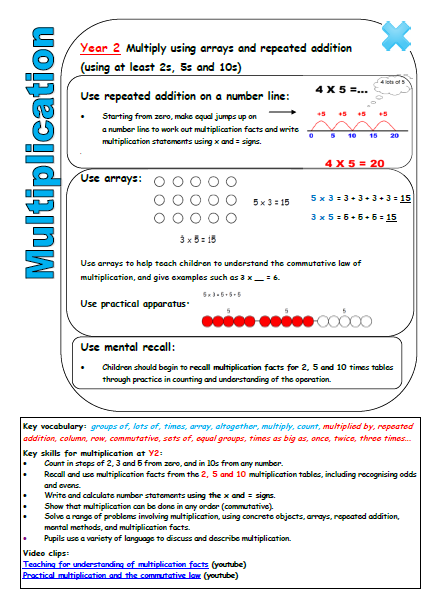 Multiplication
Year 2 Multiply using arrays and repeated addition
(using at least 2s, 5s and 10s)
Use repeated addition on a number line:
• Starting from zero, make equal jumps up on
a number to work out multiplication facts and write
multiplication statements using x and = signs.
4 X 5 =...
4 lots of 5
+5 +5 +5 +5
0 5 10 15 20
4 X 5 = 20
Use arrays:
5 x 3 = 15
3 x 5 = 15
5 x 3 = 3 + 3 + 3 + 3 + 3 = 15
3 x 5 = 5 + 5 + 5 = 15
Use arrays to help teach children to understand the commutative law of
multiplication, and give examples such as 3 x __ = 6.
Use practical apparatus:
5 x 3 = 5 + 5 + 5
5 5 5
Use mental recall:
• Children should begin to recall multiplication facts for 2, 5 and 10 times tables
through practice in counting and understanding of the operation.
Key vocabulary: groups of, lots of, times, array, altogether, multiply, count, multiplied by, repeated
addition, column, row, commutative, sets of, equal groups, times as big as, once, twice, three times...
Key skills for multiplication at Y2:
• Count in steps of 2, 3 and 5 from zero, and in 10s from any number.
• Recall and use multiplication facts from the 2, 5 and 10 multiplication tables, including recognising odds
and evens.
• Write and calculate number statements using the x and = signs.
• Show that multiplication can be done in any order (commutative).
• Solve a range of problems involving multiplication, using concrete objects, arrays, repeated addition,
mental methods, and multiplication facts.
• Pupils use a variety of language to discuss and describe multiplication.
Video clips:
Teaching for understanding of multiplication facts (youtube)
Practical multiplication and the commutative law (youtube)